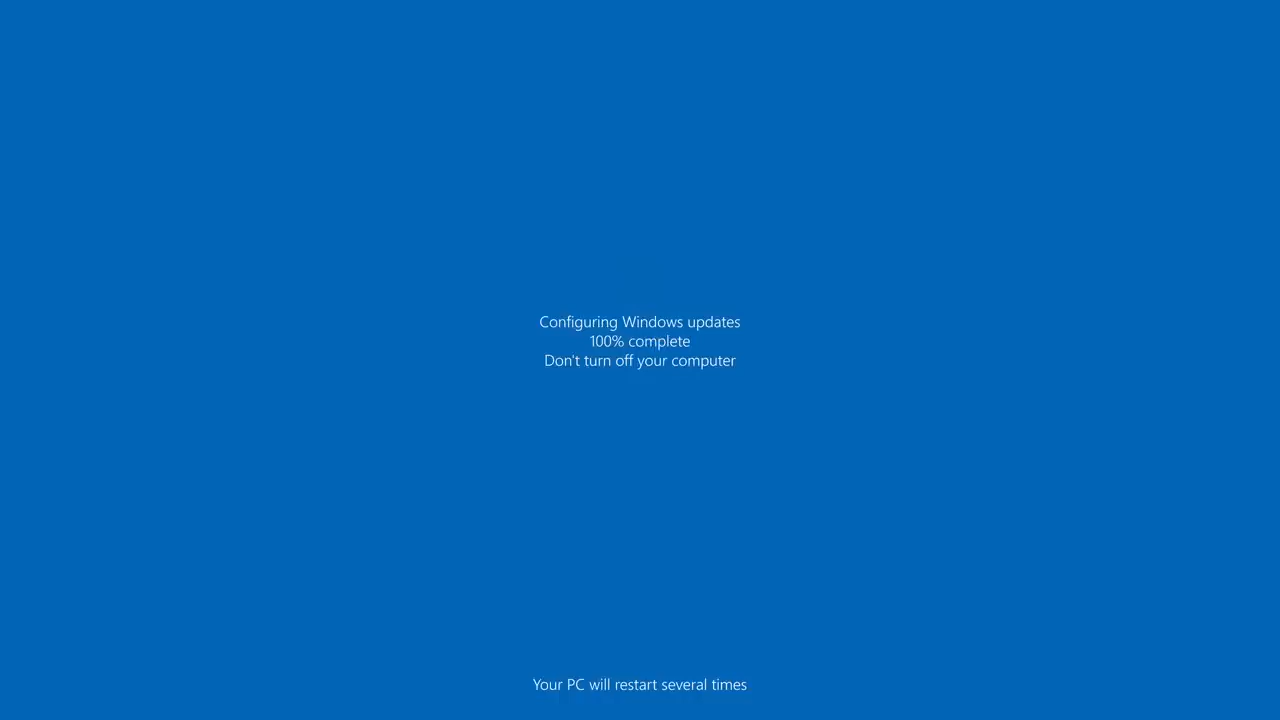 Configuring Windows updates
100% complete
Don't turn off your computer
Your PC will restart several times